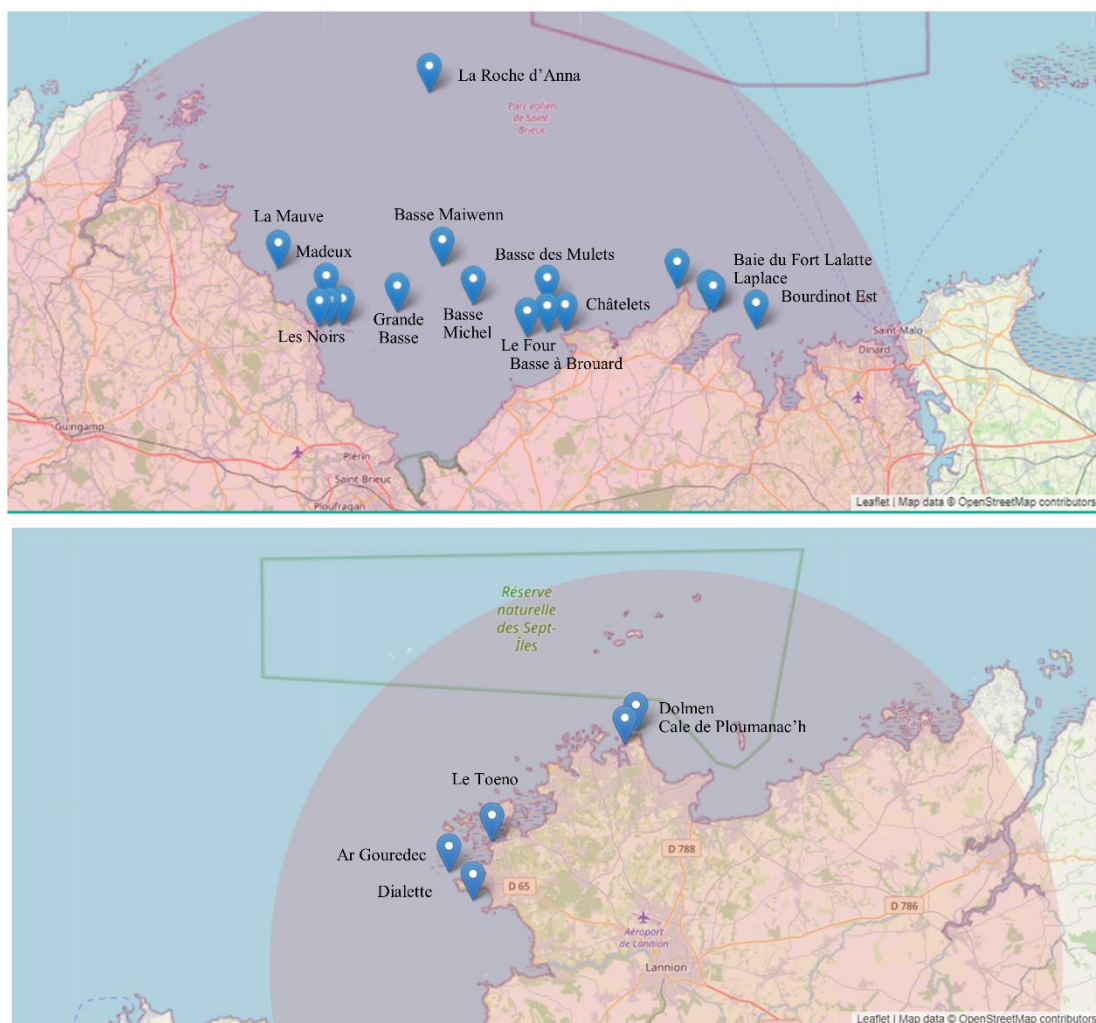 La Roche d'Anna
Parc éolien
de Saint
Brieuc
La Mauve
Basse Maiwenn
Madeux
Basse des Mulets
Baie du Fort Lalatte
Laplace
Châtelets
Bourdinot Est
Les Noirs
Grande
Basse
Basse
Michel
Le Four
Basse à Brouard
Saint-Malo
Dinard
Guingamp
Plérin
Saint-Brieuc
Ploufragan
Leaflet | Map data © OpenStreetMap contributors
Réserve
naturelle
des Sept-
Îles
Dolmen
Cale de Ploumanac'h
Le Toeno
Ar Gouredec
Dialette
D 788
D 65
D 786
Aéroport
de Lannion
Lannion
Leaflet | Map data © OpenStreetMap contributors